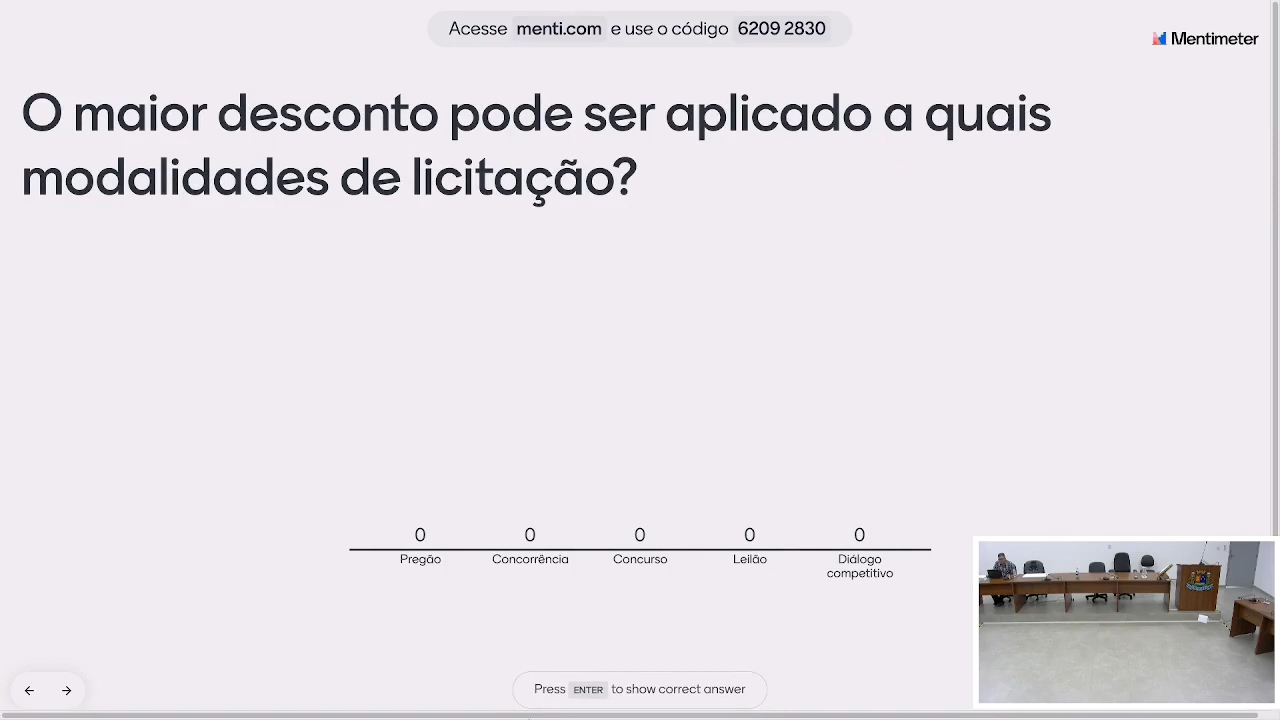 Acesse menti.com e use o código 6209 2830
Mentimeter
O maior desconto pode ser aplicado a quais
modalidades de licitação?
0 0 0 0 0
Pregão Concorrência Concurso Leilão Diálogo
competitivo
Press ENTER to show correct answer